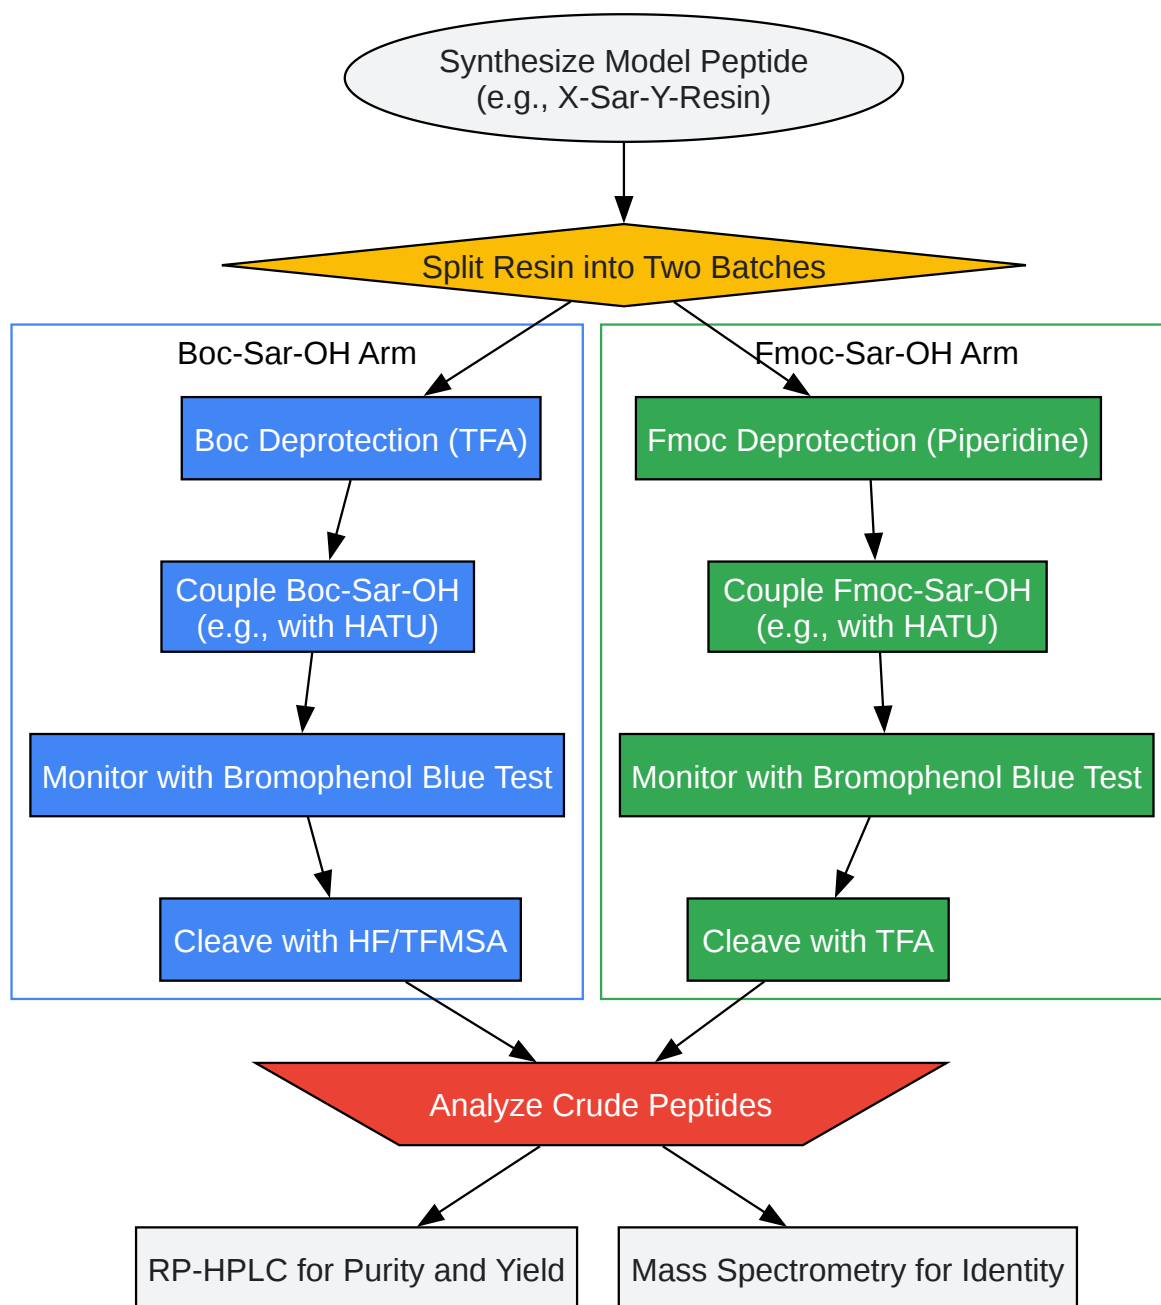 Synthesize Model Peptide
(e.g., X-Sar-Y-Resin)
Split Resin into Two Batches
Boc-Sar-OH Arm
Boc Deprotection (TFA)
Couple Boc-Sar-OH
(e.g., with HATU)
Monitor with Bromophenol Blue Test
Cleave with HF/TFMSA
Fmoc-Sar-OH Arm
Fmoc Deprotection (Piperidine)
Couple Fmoc-Sar-OH
(e.g., with HATU)
Monitor with Bromophenol Blue Test
Cleave with TFA
Analyze Crude Peptides
RP-HPLC for Purity and Yield
Mass Spectrometry for Identity